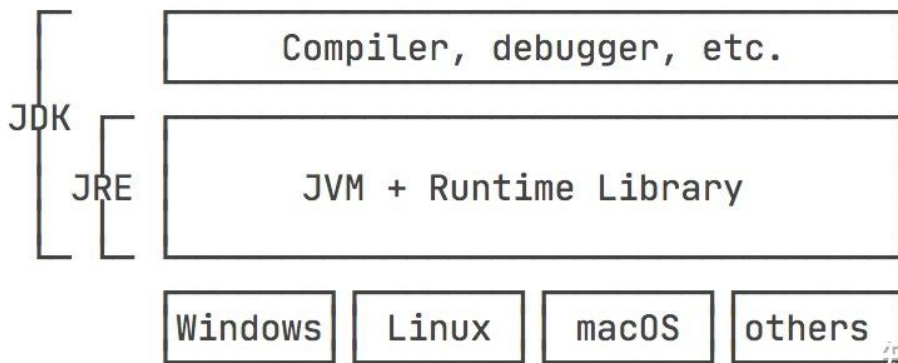 Compiler, debugger, etc.
JDK
JRE
JVM + Runtime Library
Windows
Linux
macOS
others